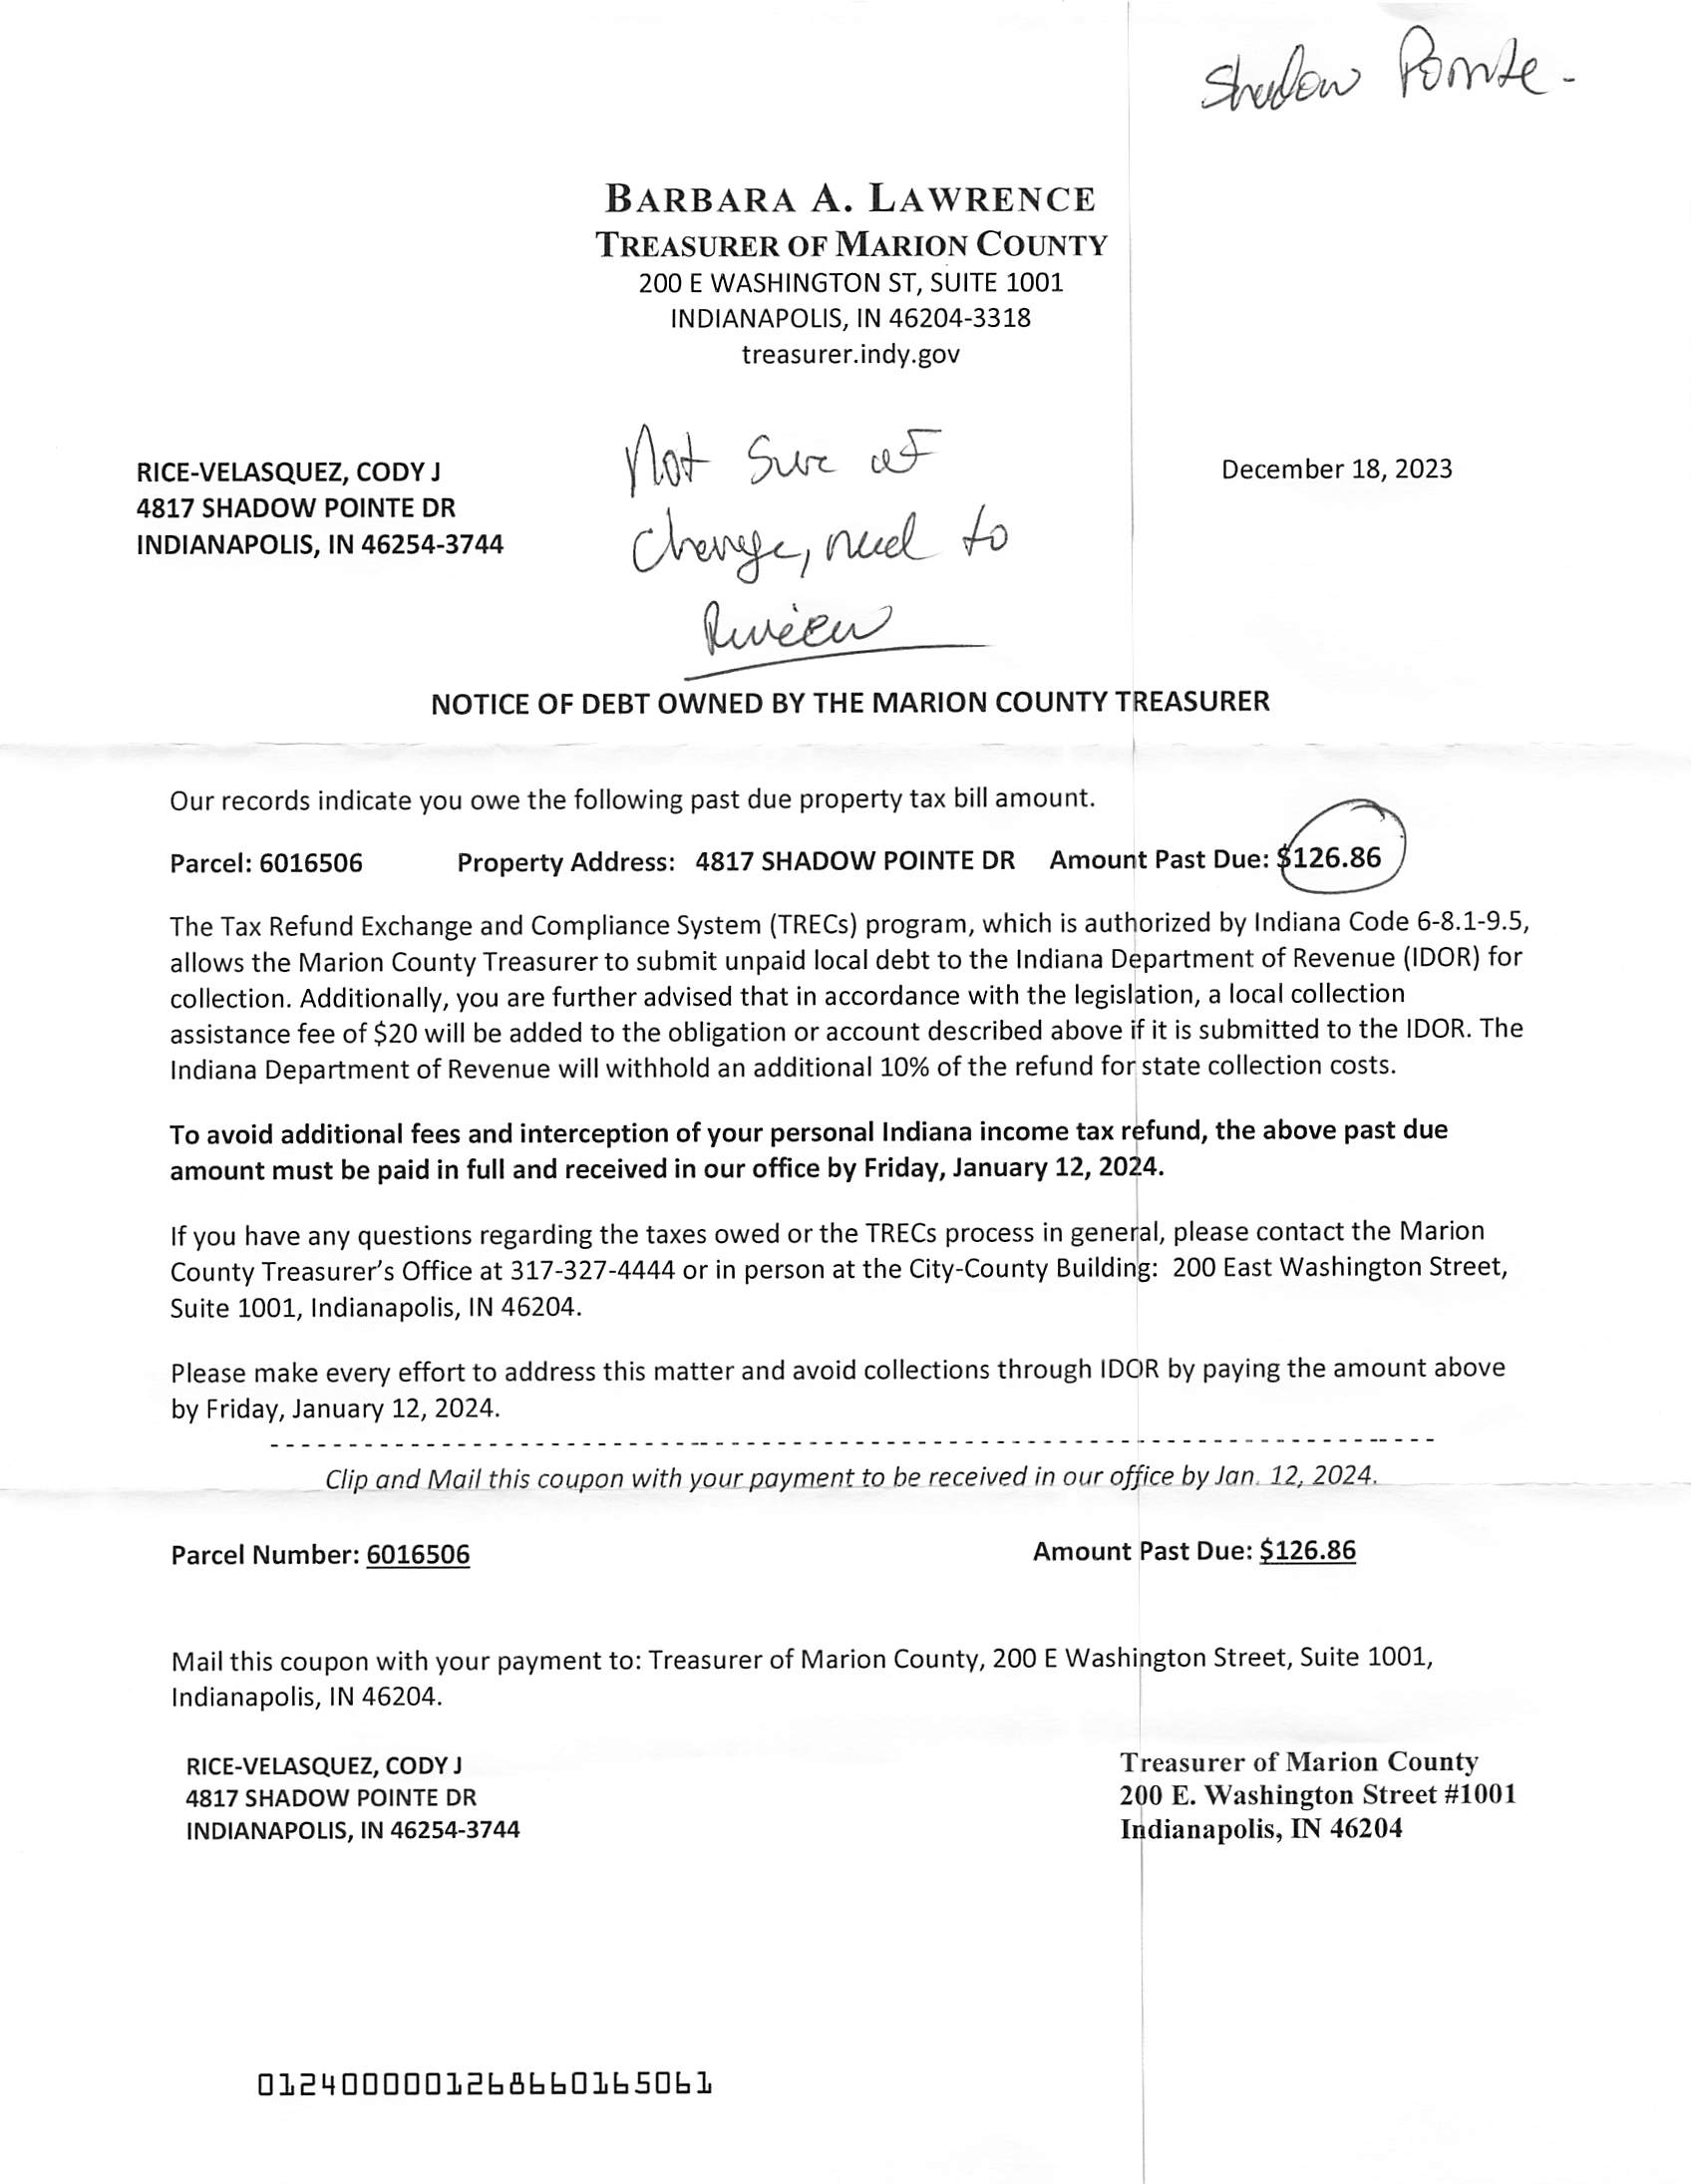 Shadow Pointe -
BARBARA A. LAWRENCE
TREASURER OF MARION COUNTY
200 E WASHINGTON ST, SUITE 1001
INDIANAPOLIS, IN 46204-3318
treasurer.indy.gov
RICE-VELASQUEZ, CODY J
4817 SHADOW POINTE DR
INDIANAPOLIS, IN 46254-3744
Not Sure of
Charge, need to
Review
December 18, 2023
NOTICE OF DEBT OWNED BY THE MARION COUNTY TREASURER
Our records indicate you owe the following past due property tax bill amount.
Parcel: 6016506 Property Address: 4817 SHADOW POINTE DR Amount Past Due: $126.86
The Tax Refund Exchange and Compliance System (TRECs) program, which is authorized by Indiana Code 6-8.1-9.5,
allows the Marion County Treasurer to submit unpaid local debt to the Indiana Department of Revenue (IDOR) for
collection. Additionally, you are further advised that in accordance with the legislation, a local collection
assistance fee of $20 will be added to the obligation or account described above if it is submitted to the IDOR. The
Indiana Department of Revenue will withhold an additional 10% of the refund for state collection costs.
To avoid additional fees and interception of your personal Indiana income tax refund, the above past due
amount must be paid in full and received in our office by Friday, January 12, 2024.
If you have any questions regarding the taxes owed or the TRECs process in general, please contact the Marion
County Treasurer's Office at 317-327-4444 or in person at the City-County Building: 200 East Washington Street,
Suite 1001, Indianapolis, IN 46204.
Please make every effort to address this matter and avoid collections through IDOR by paying the amount above
by Friday, January 12, 2024.
Clip and Mail this coupon with your payment to be received in our office by Jan. 12, 2024.
Parcel Number: 6016506 Amount Past Due: $126.86
Mail this coupon with your payment to: Treasurer of Marion County, 200 E Washington Street, Suite 1001,
Indianapolis, IN 46204.
RICE-VELASQUEZ, CODY J
4817 SHADOW POINTE DR
INDIANAPOLIS, IN 46254-3744
Treasurer of Marion County
200 E. Washington Street #1001
Indianapolis, IN 46204
01240000012686601650​61